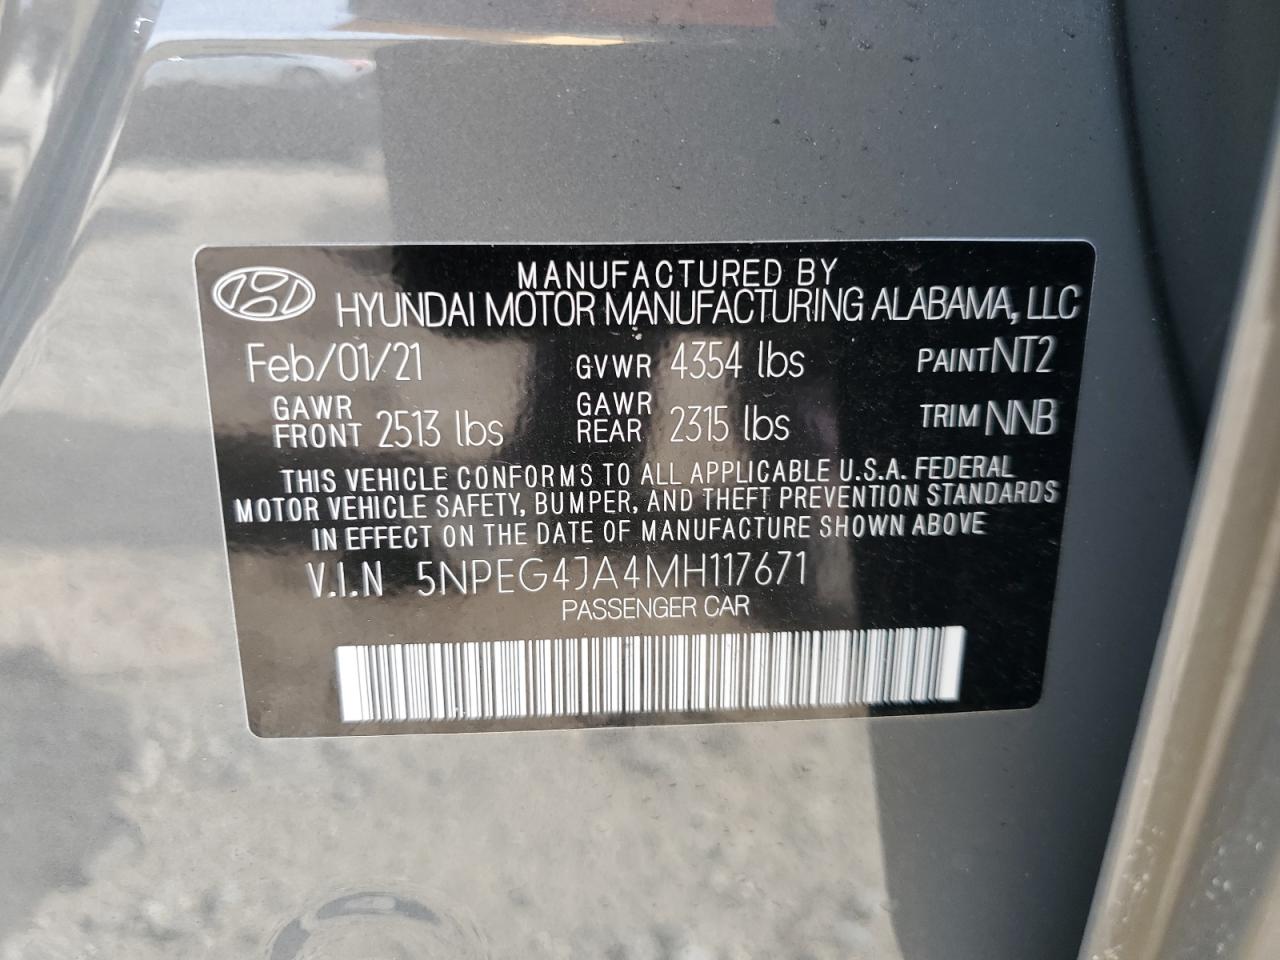 MANUFACTURED BY
HYUNDAI MOTOR MANUFACTURING ALABAMA, LLC
Feb/01/21 GVWR 4354 lbs PAINT NT2
GAWR FRONT 2513 lbs GAWR REAR 2315 lbs TRIM NNB
THIS VEHICLE CONFORMS TO ALL APPLICABLE U.S.A. FEDERAL
MOTOR VEHICLE SAFETY, BUMPER, AND THEFT PREVENTION STANDARDS
IN EFFECT ON THE DATE OF MANUFACTURE SHOWN ABOVE
V.I.N 5NPEG4JA4MH117671
PASSENGER CAR